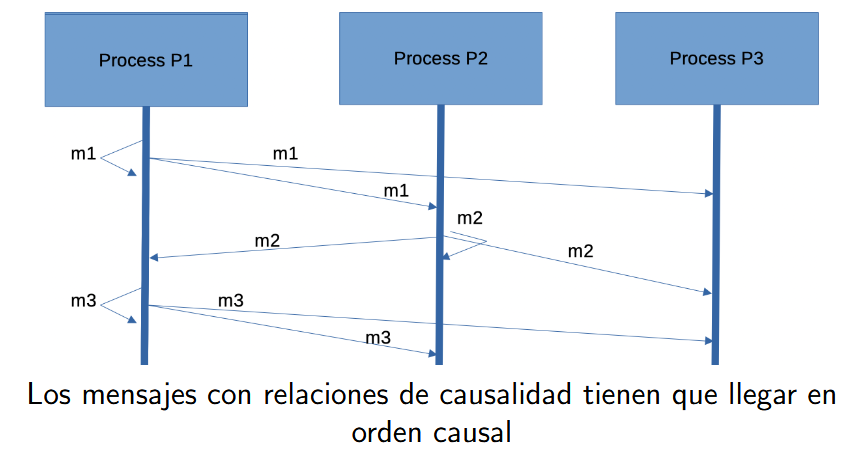 Process P1
Process P2
Process P3
m1
m1
m1
m2
m2
m2
m3
m3
m3
Los mensajes con relaciones de causalidad tienen que llegar en
orden causal